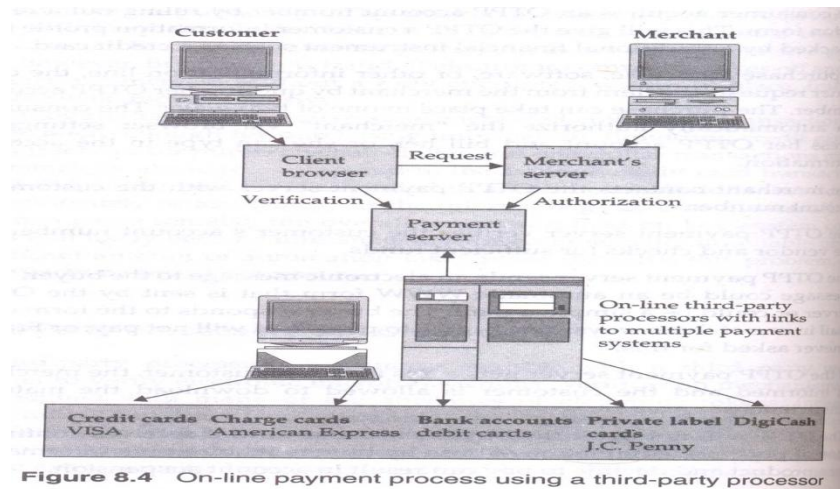 Customer
Merchant
Client
browser
Request
Merchant's
server
Verification
Authorization
Payment
server
On-line third-party
processors with links
to multiple payment
systems
Credit cards
VISA
Charge cards
American Express
Bank accounts
debit cards
Private label
cards
J.C. Penny
DigiCash
Figure 8.4 On-line payment process using a third-party processor